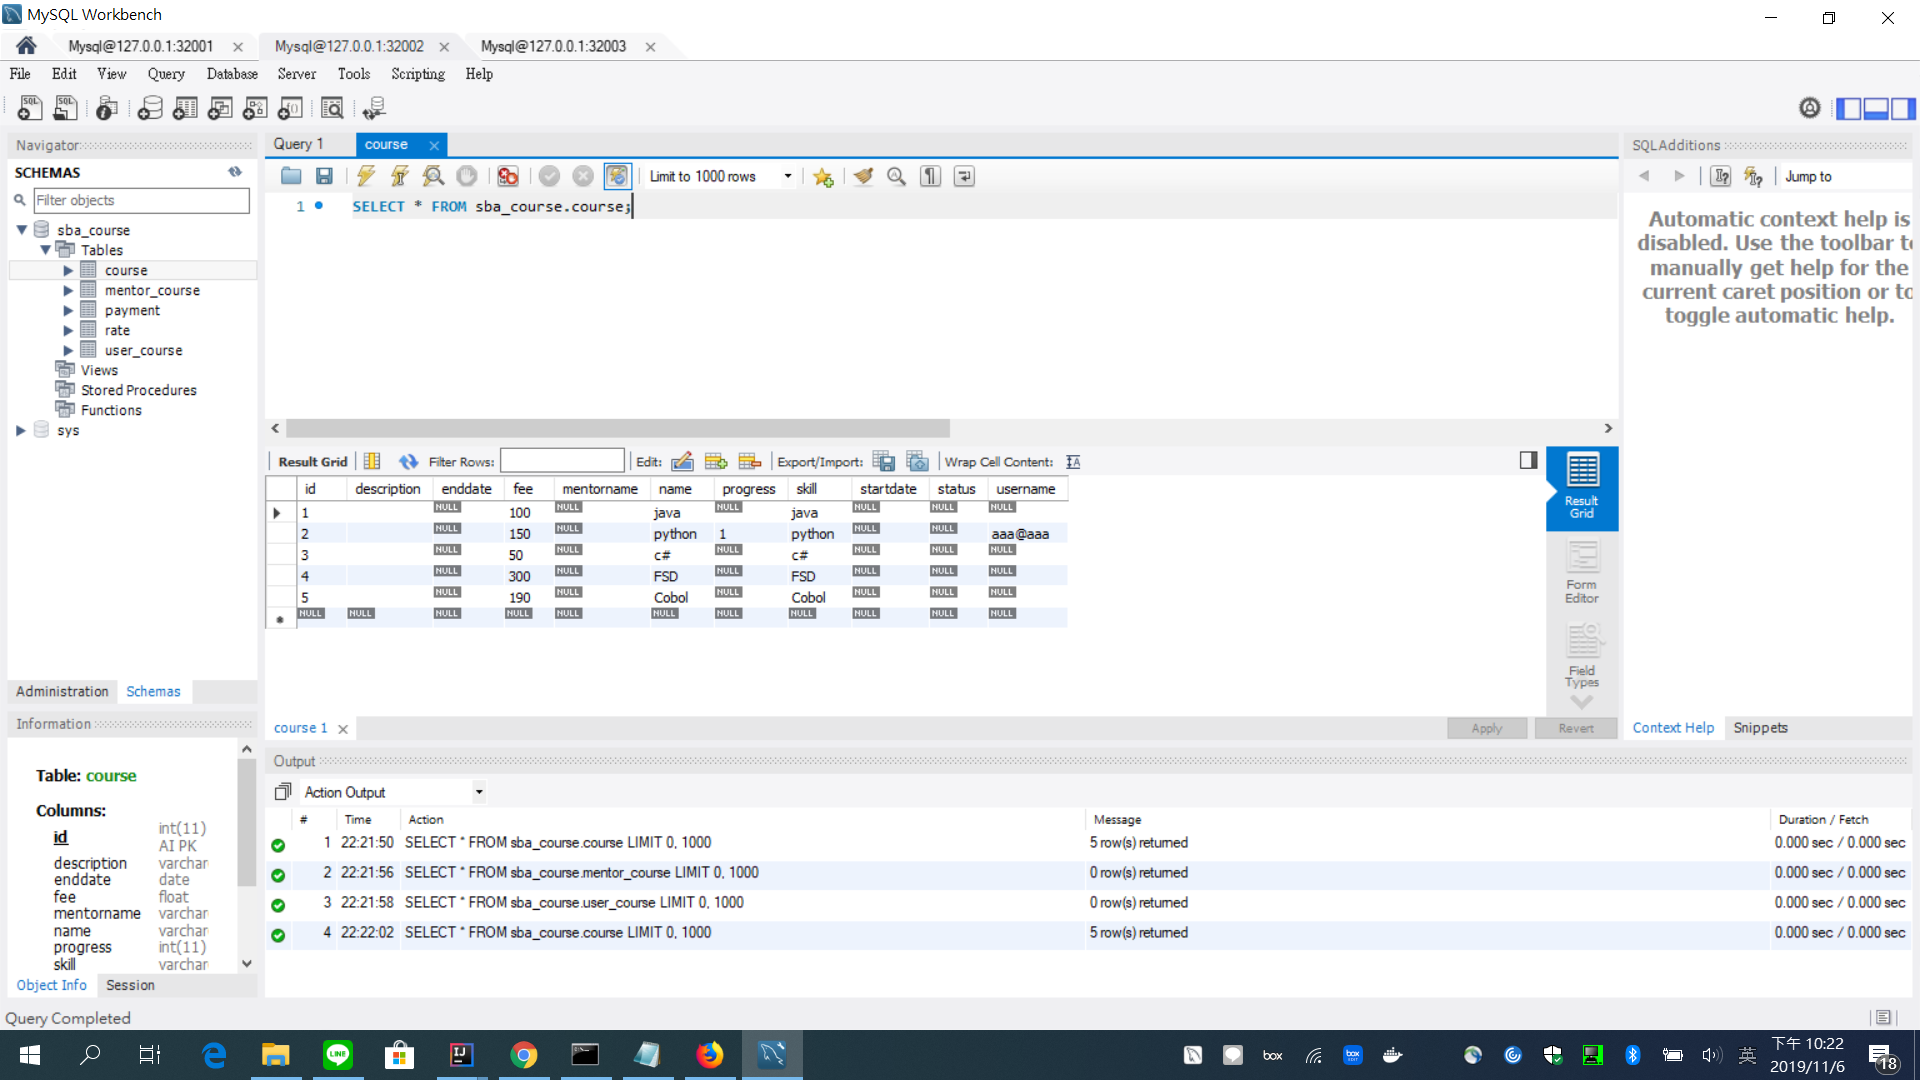 MySQL Workbench
Mysql@127.0.0.1:32001
Mysql@127.0.0.1:32002
Mysql@127.0.0.1:32003
File Edit View Query Database Server Tools Scripting Help
Navigator
SCHEMAS
Filter objects
sba_course
Tables
course
mentor_course
payment
rate
user_course
Views
Stored Procedures
Functions
sys
Administration Schemas
Information
Table: course
Columns:
id int(11)
AI PK
description varchar
enddate date
fee float
mentorname varchar
name varchar
progress int(11)
skill varchar
Object Info Session
Query 1 course
Limit to 1000 rows
1 SELECT * FROM sba_course.course;
Result Grid Filter Rows: Edit: Export/Import: Wrap Cell Content:
id description enddate fee mentorname name progress skill startdate status username
1 NULL 100 NULL java NULL java NULL NULL NULL
2 NULL 150 NULL python 1 python NULL NULL aaa@aaa
3 NULL 50 NULL c# NULL c# NULL NULL NULL
4 NULL 300 NULL FSD NULL FSD NULL NULL NULL
5 NULL 190 NULL Cobol NULL Cobol NULL NULL NULL
NULL NULL NULL NULL NULL NULL NULL NULL NULL NULL NULL
Result
Grid
Form
Editor
Field
Types
course 1
Apply Revert
SQLAdditions
Jump to
Automatic context help is
disabled. Use the toolbar to
manually get help for the
current caret position or to
toggle automatic help.
Context Help Snippets
Output
Action Output
# Time Action Message Duration / Fetch
1 22:21:50 SELECT * FROM sba_course.course LIMIT 0, 1000 5 row(s) returned 0.000 sec / 0.000 sec
2 22:21:56 SELECT * FROM sba_course.mentor_course LIMIT 0, 1000 0 row(s) returned 0.000 sec / 0.000 sec
3 22:21:58 SELECT * FROM sba_course.user_course LIMIT 0, 1000 0 row(s) returned 0.000 sec / 0.000 sec
4 22:22:02 SELECT * FROM sba_course.course LIMIT 0, 1000 5 row(s) returned 0.000 sec / 0.000 sec
Query Completed
LINE
IJ
box
box
英
下午 10:22
2019/11/6
18